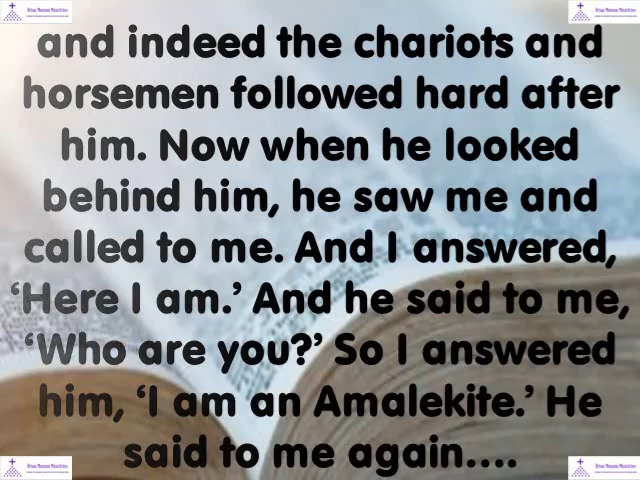 and indeed the chariots and
horsemen followed hard after
him. Now when he looked
behind him, he saw me and
called to me. And I answered,
‘Here I am.’ And he said to me,
‘Who are you?’ So I answered
him, ‘I am an Amalekite.’ He
said to me again….